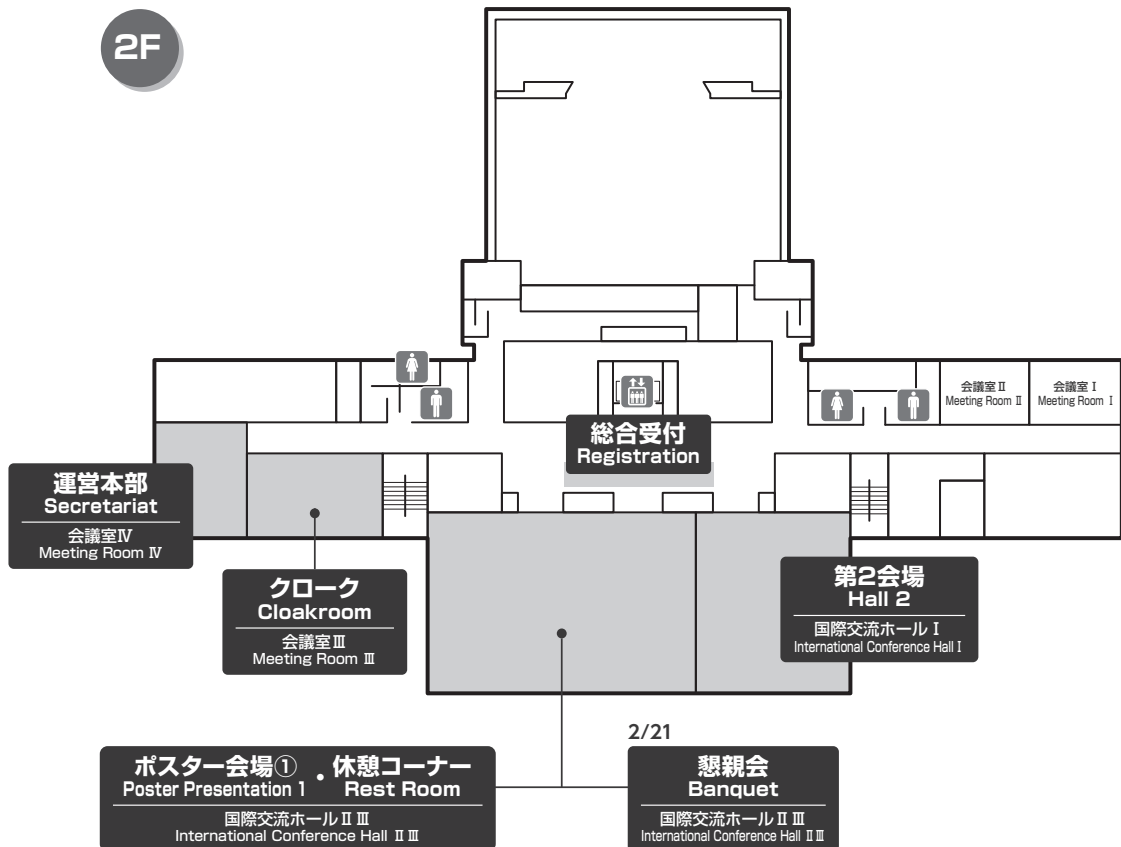 2F
会議室Ⅱ
Meeting Room Ⅱ
会議室Ⅰ
Meeting Room Ⅰ
総合受付
Registration
運営本部
Secretariat
会議室Ⅳ
Meeting Room Ⅳ
クローク
Cloakroom
会議室Ⅲ
Meeting Room Ⅲ
第2会場
Hall 2
国際交流ホールⅠ
International Conference Hall Ⅰ
ポスター会場① ・ 休憩コーナー
Poster Presentation 1 Rest Room
国際交流ホールⅡⅢ
International Conference Hall ⅡⅢ
2/21
懇親会
Banquet
国際交流ホールⅡⅢ
International Conference Hall ⅡⅢ